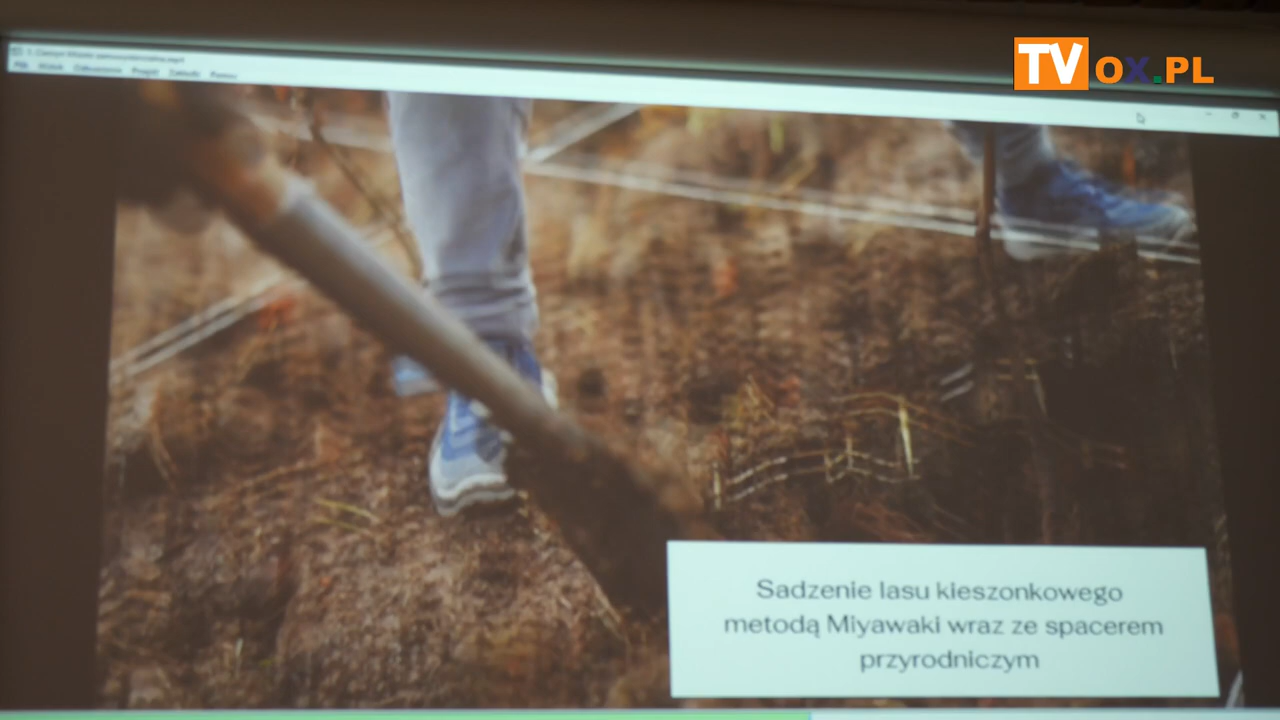 TVOX.PL
Sadzenie lasu kieszonkowego
metodą Miyawaki wraz ze spacerem
przyrodniczym